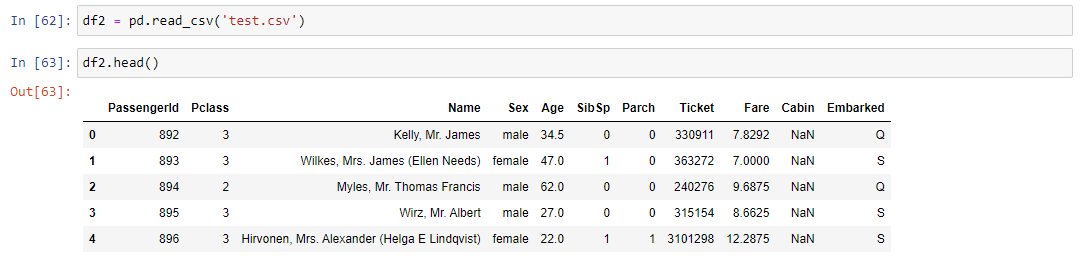 In [62]: df2 = pd.read_csv('test.csv')
In [63]: df2.head()
Out[63]:
PassengerId Pclass Name Sex Age SibSp Parch Ticket Fare Cabin Embarked
0 892 3 Kelly, Mr. James male 34.5 0 0 330911 7.8292 NaN Q
1 893 3 Wilkes, Mrs. James (Ellen Needs) female 47.0 1 0 363272 7.0000 NaN S
2 894 2 Myles, Mr. Thomas Francis male 62.0 0 0 240276 9.6875 NaN Q
3 895 3 Wirz, Mr. Albert male 27.0 0 0 315154 8.6625 NaN S
4 896 3 Hirvonen, Mrs. Alexander (Helga E Lindqvist) female 22.0 1 1 3101298 12.2875 NaN S